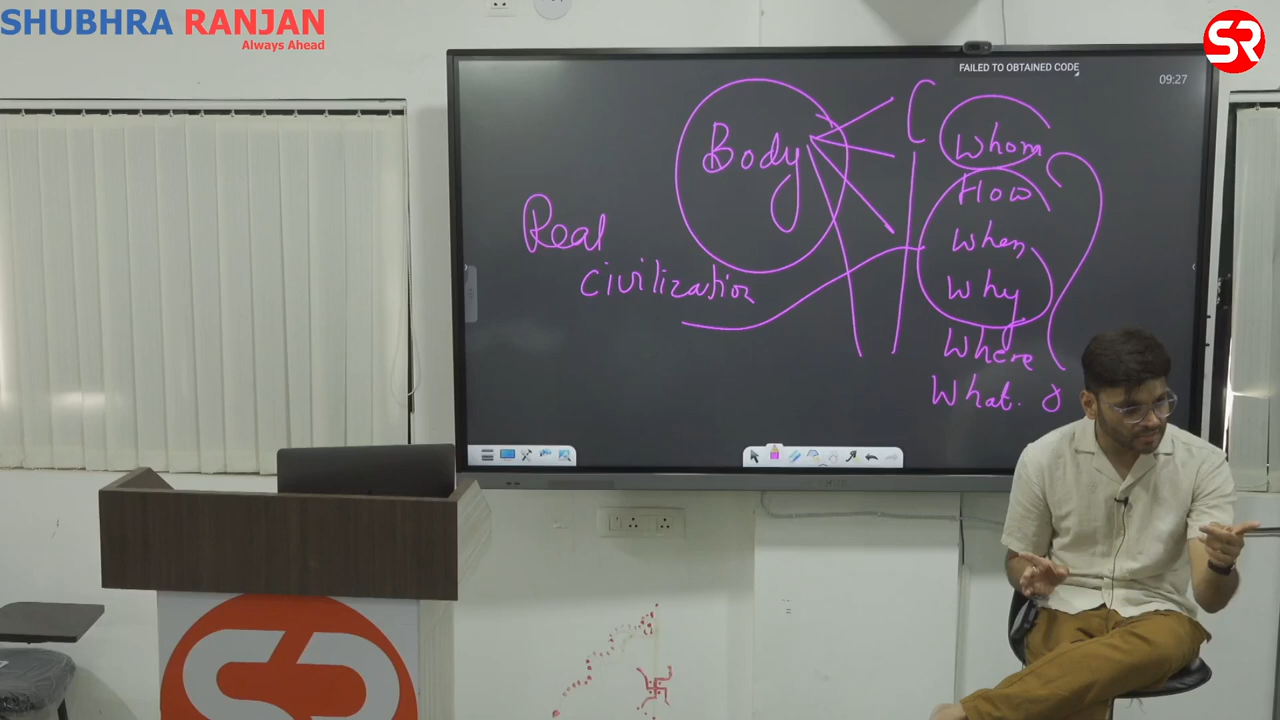 SHUBHRA RANJAN
Always Ahead
SR
FAILED TO OBTAINED CODE
09:27
Body
Real
civilization
Whom
How
when
Why
Where
What.